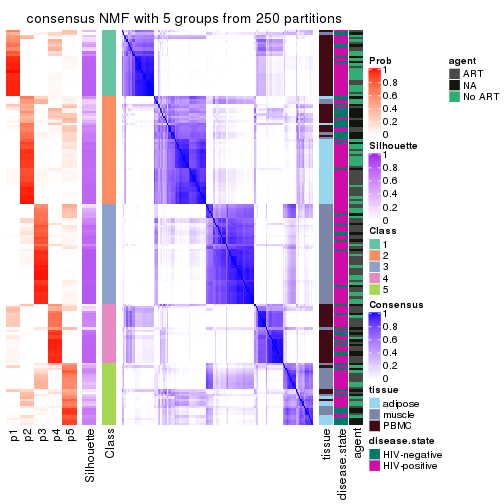 consensus NMF with 5 groups from 250 partitions
Prob
1
0.8
0.6
0.4
0.2
0
agent
ART
NA
No ART
Silhouette
1
0.8
0.6
0.4
0.2
0
Class
1
2
3
4
5
Consensus
1
0.8
0.6
0.4
0.2
0
tissue
adipose
muscle
PBMC
disease.state
HIV-negative
HIV-positive
p1
p2
p3
p4
p5
Silhouette
Class
tissue
disease.state
agent